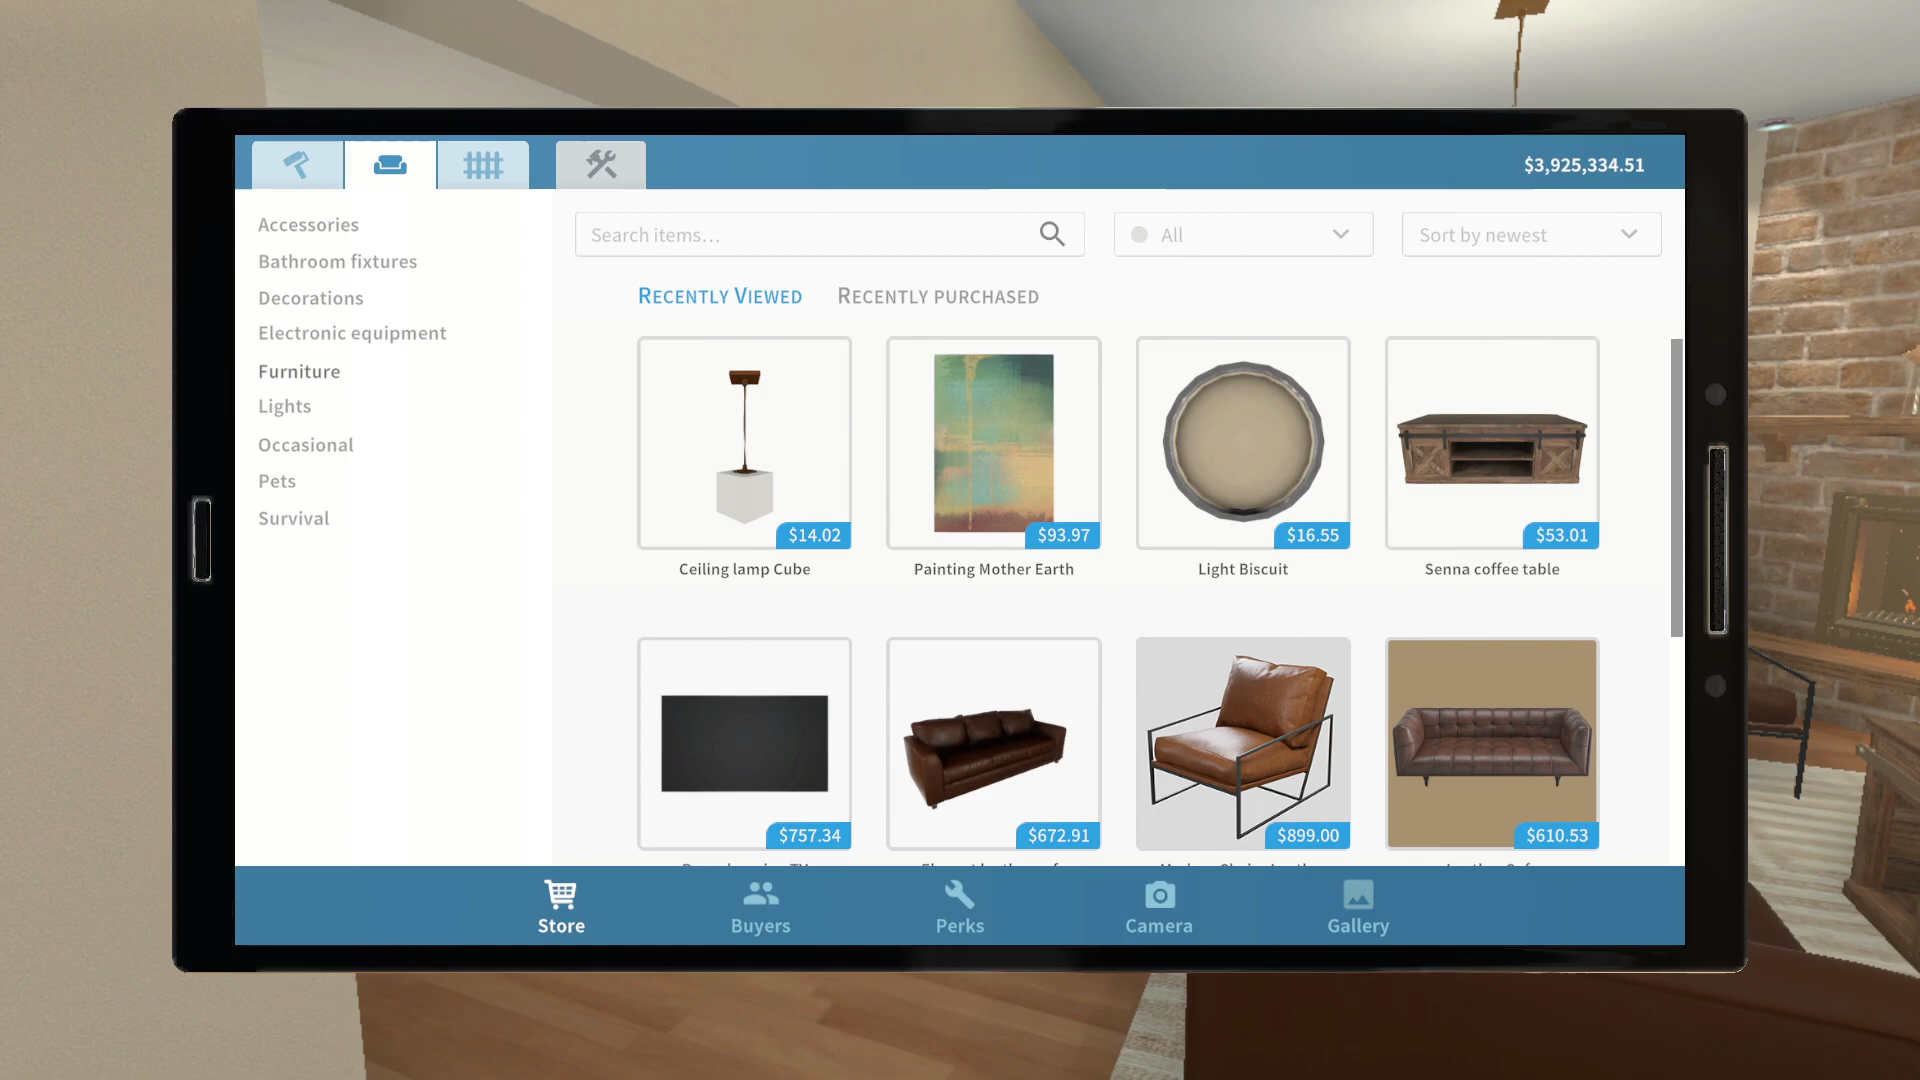 $3,925,334.51
Accessories
Bathroom fixtures
Decorations
Electronic equipment
Furniture
Lights
Occasional
Pets
Survival
Search items...
All
Sort by newest
RECENTLY VIEWED
RECENTLY PURCHASED
$14.02
$93.97
$16.55
$53.01
Ceiling lamp Cube
Painting Mother Earth
Light Biscuit
Senna coffee table
$757.34
$672.91
$899.00
$610.53
Store
Buyers
Perks
Camera
Gallery